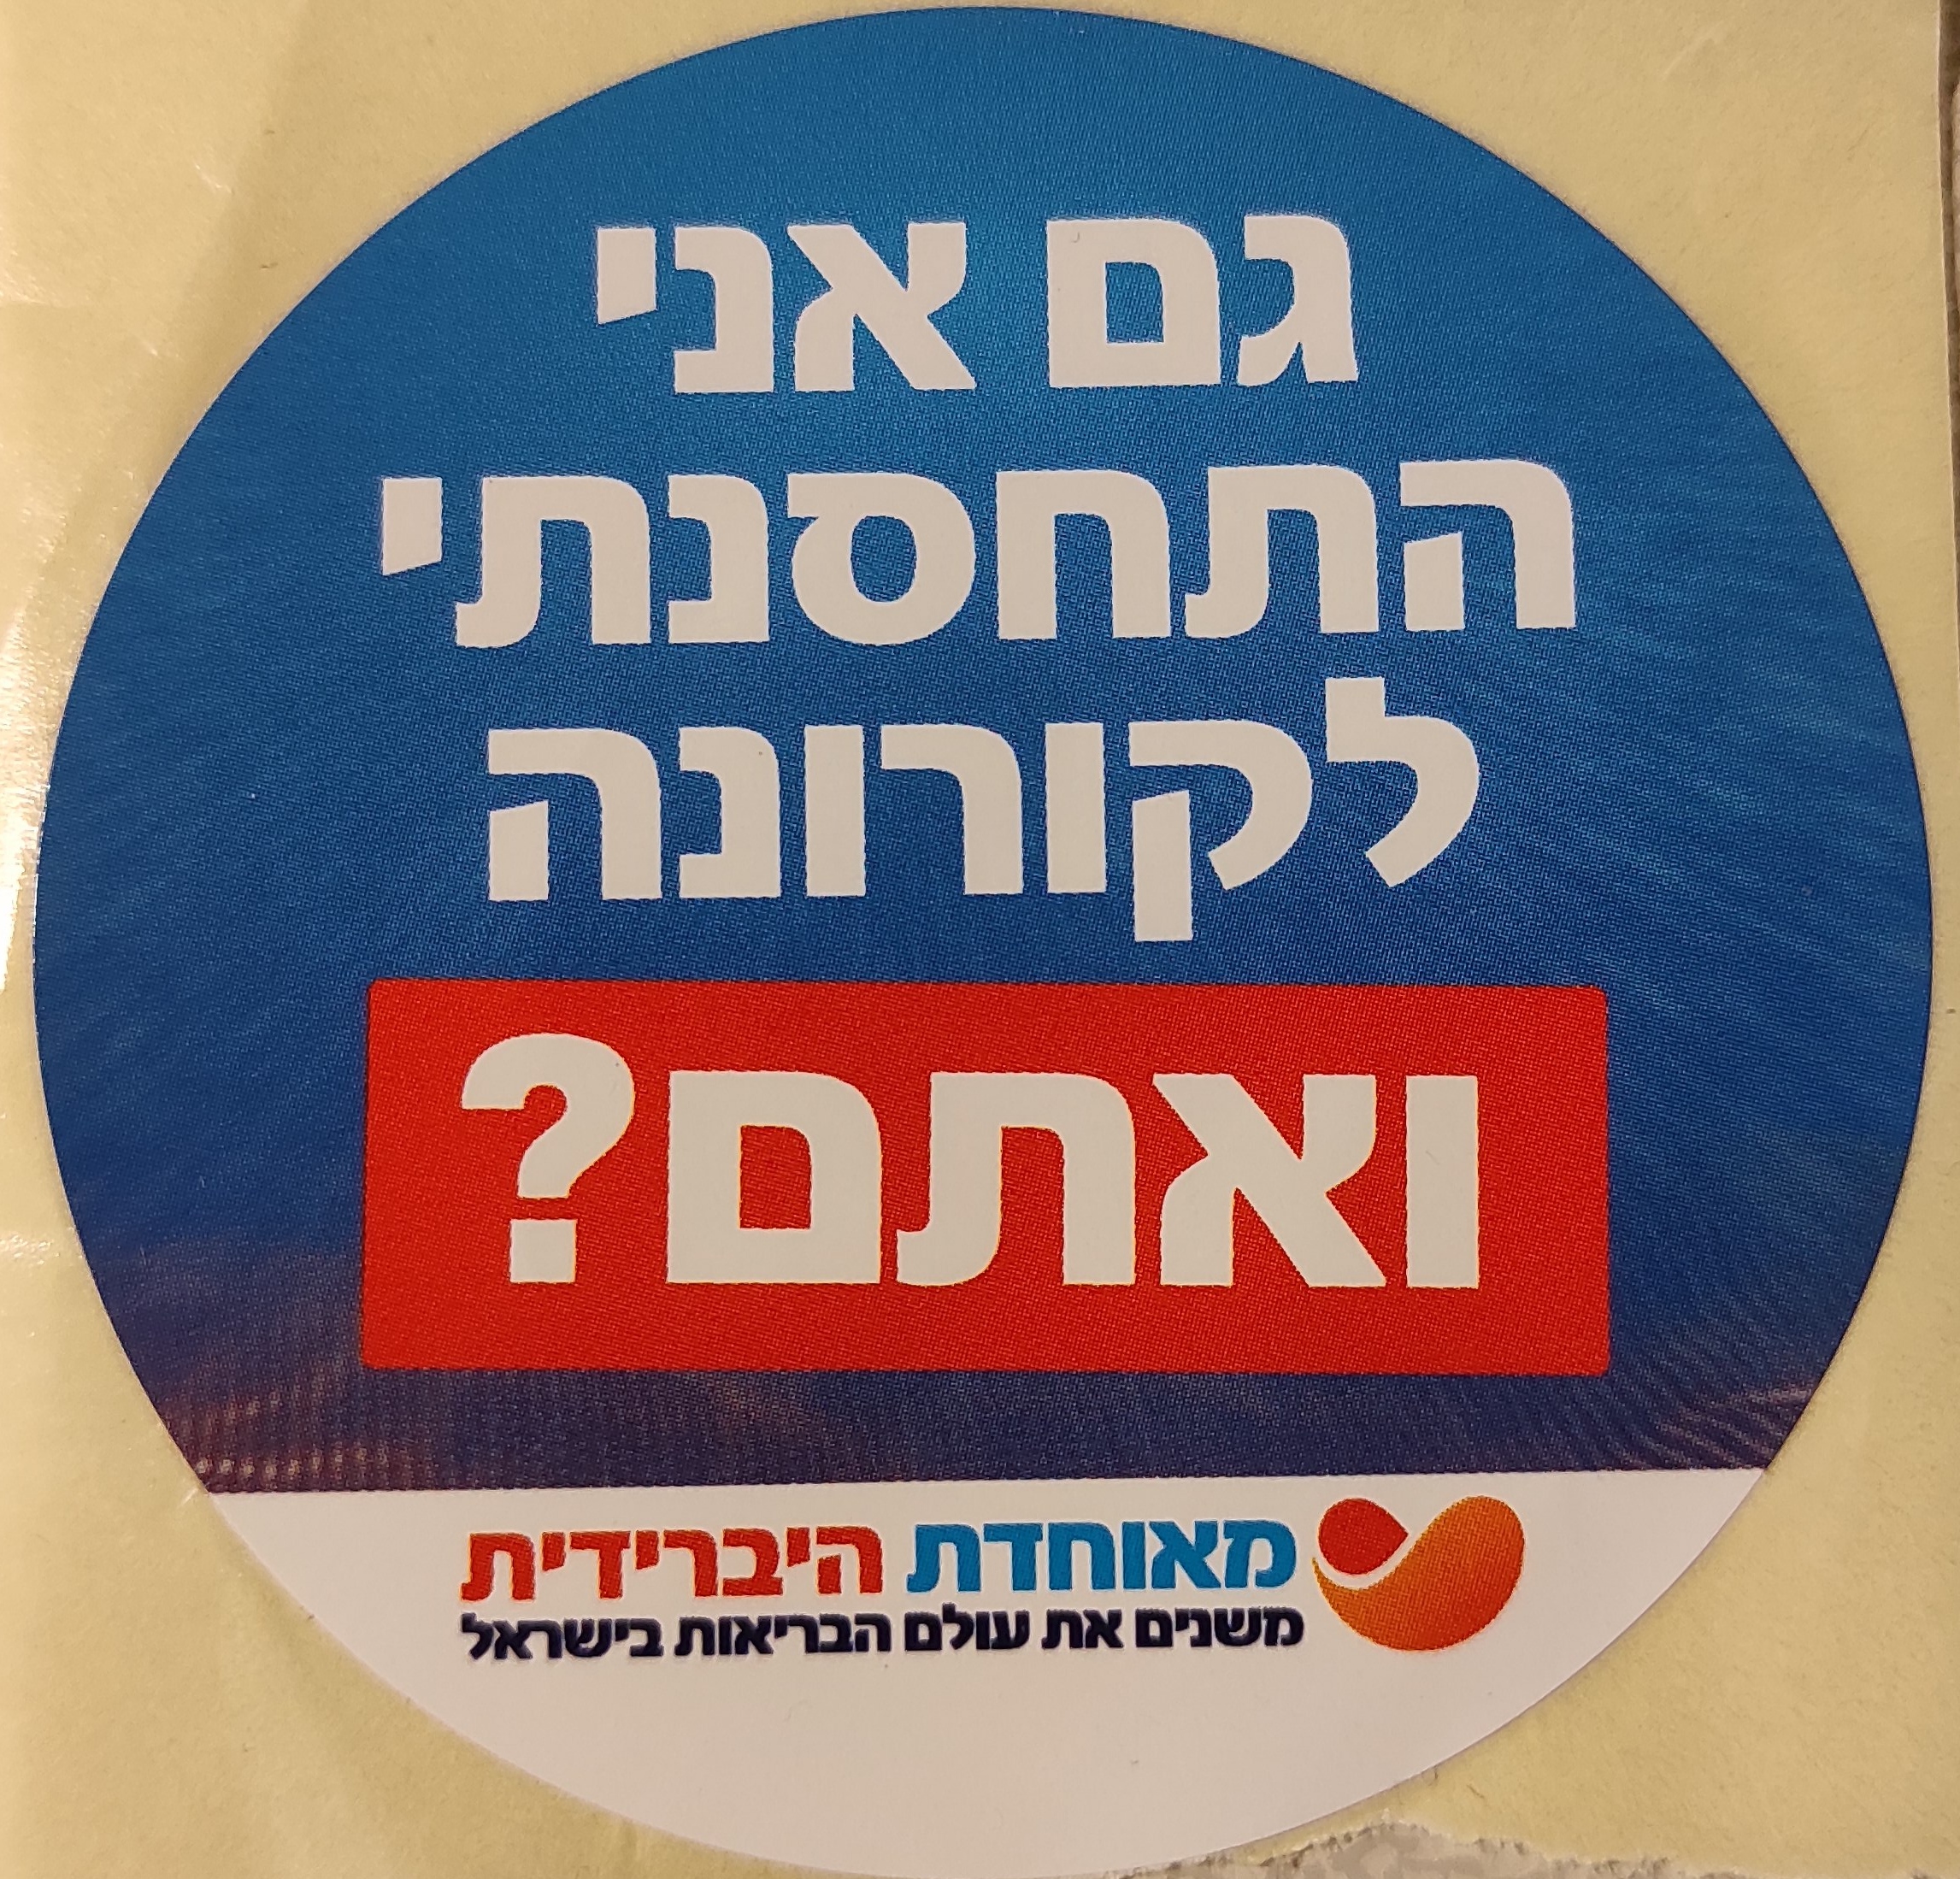 גם אני
התחסנתי
לקורונה
ואתם?
מאוחדת היברידית
משנים את עולם הבריאות בישראל